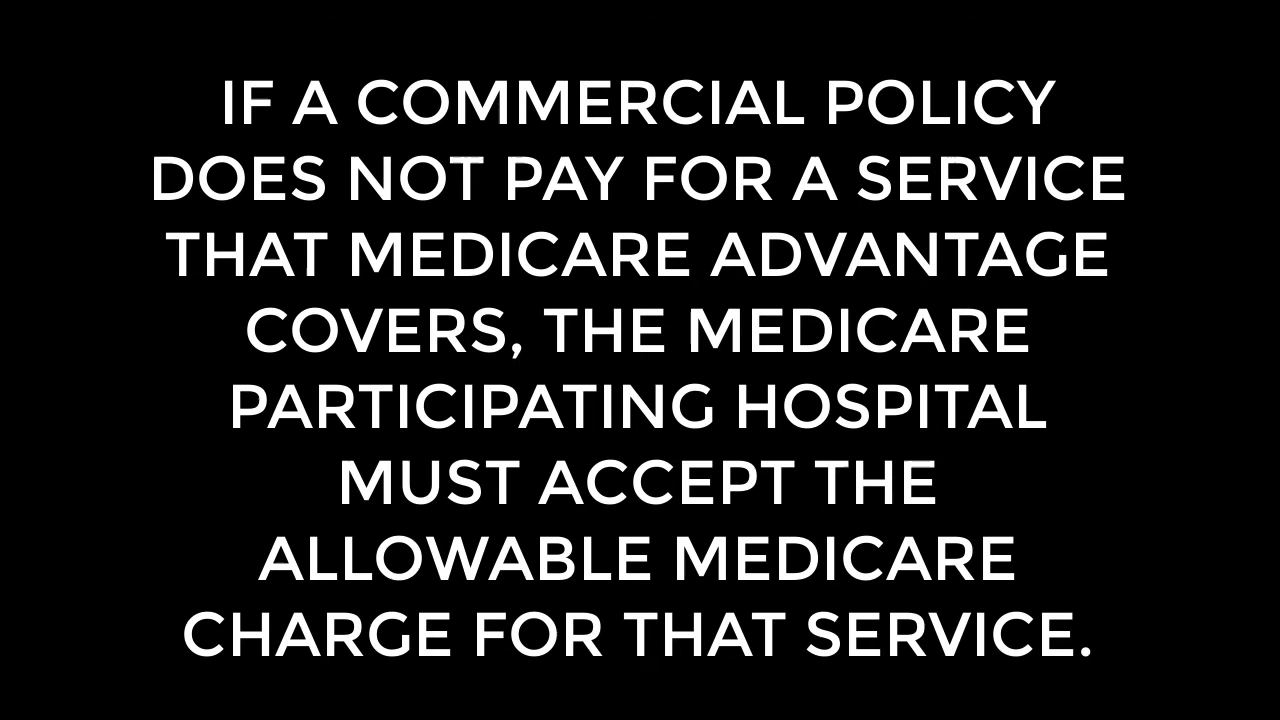 IF A COMMERCIAL POLICY
DOES NOT PAY FOR A SERVICE
THAT MEDICARE ADVANTAGE
COVERS, THE MEDICARE
PARTICIPATING HOSPITAL
MUST ACCEPT THE
ALLOWABLE MEDICARE
CHARGE FOR THAT SERVICE.